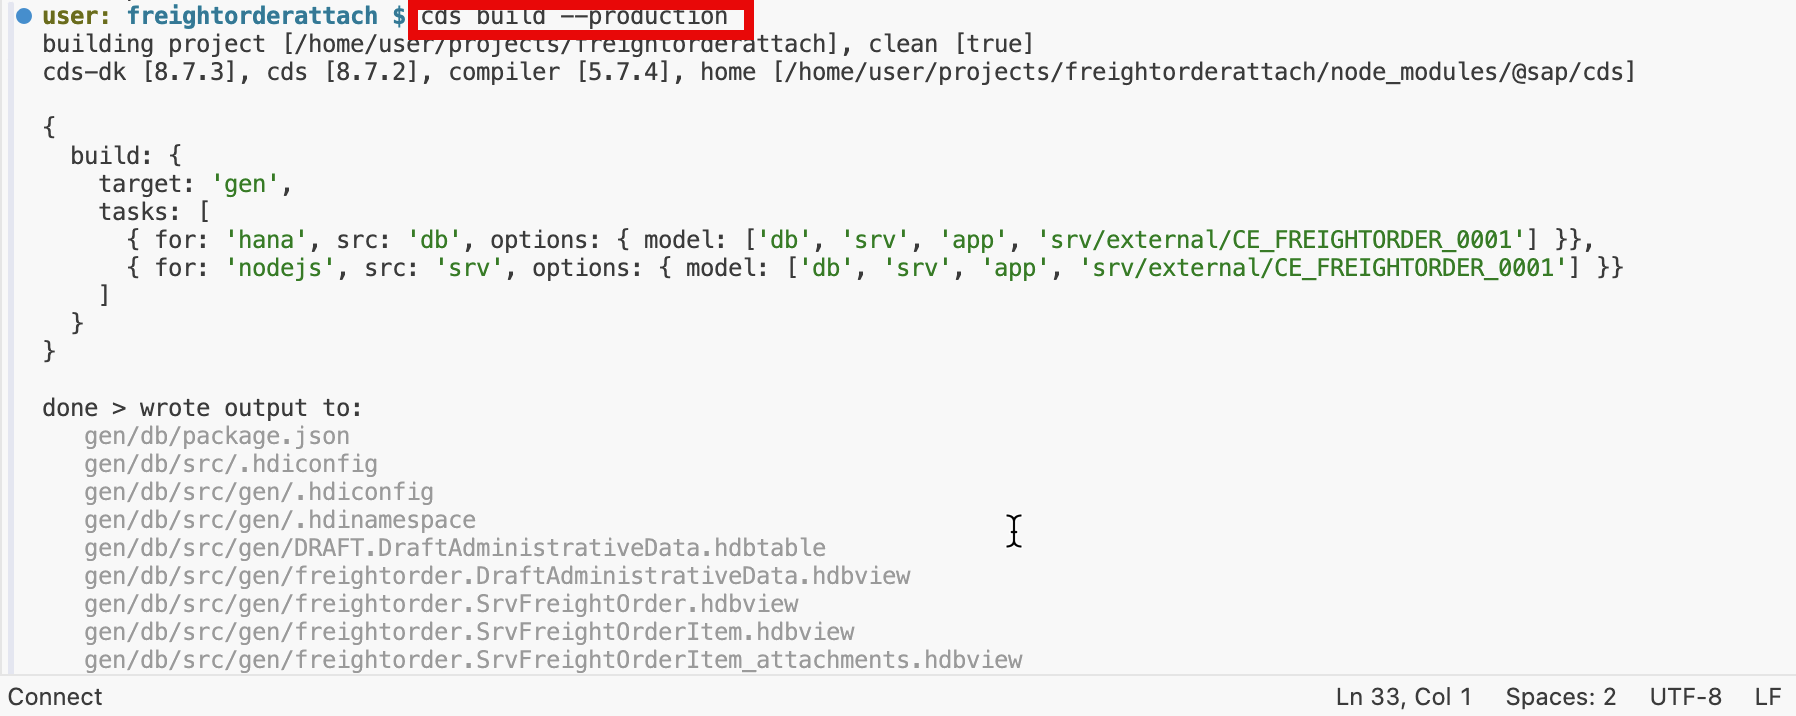 user: freightorderattach $ cds build --production
building project [/home/user/projects/freightorderattach], clean [true]
cds-dk [8.7.3], cds [8.7.2], compiler [5.7.4], home [/home/user/projects/freightorderattach/node_modules/@sap/cds]
{
  build: {
    target: 'gen',
    tasks: [
      { for: 'hana', src: 'db', options: { model: ['db', 'srv', 'app', 'srv/external/CE_FREIGHTORDER_0001'] }},
      { for: 'nodejs', src: 'srv', options: { model: ['db', 'srv', 'app', 'srv/external/CE_FREIGHTORDER_0001'] }}
    ]
  }
}
done > wrote output to:
   gen/db/package.json
   gen/db/src/.hdiconfig
   gen/db/src/gen/.hdiconfig
   gen/db/src/gen/.hdinamespace
   gen/db/src/gen/DRAFT.DraftAdministrativeData.hdbtable
   gen/db/src/gen/freightorder.DraftAdministrativeData.hdbview
   gen/db/src/gen/freightorder.SrvFreightOrder.hdbview
   gen/db/src/gen/freightorder.SrvFreightOrderItem.hdbview
   gen/db/src/gen/freightorder.SrvFreightOrderItem_attachments.hdbview
Connect Ln 33, Col 1 Spaces: 2 UTF-8 LF